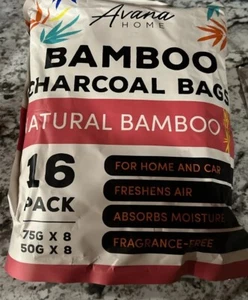 Avana
HOME
BAMBOO
CHARCOAL BAGS
NATURAL BAMBOO
16
PACK
75G X 8
50G X 8
FOR HOME AND CAR
FRESHENS AIR
ABSORBS MOISTURE
FRAGRANCE-FREE